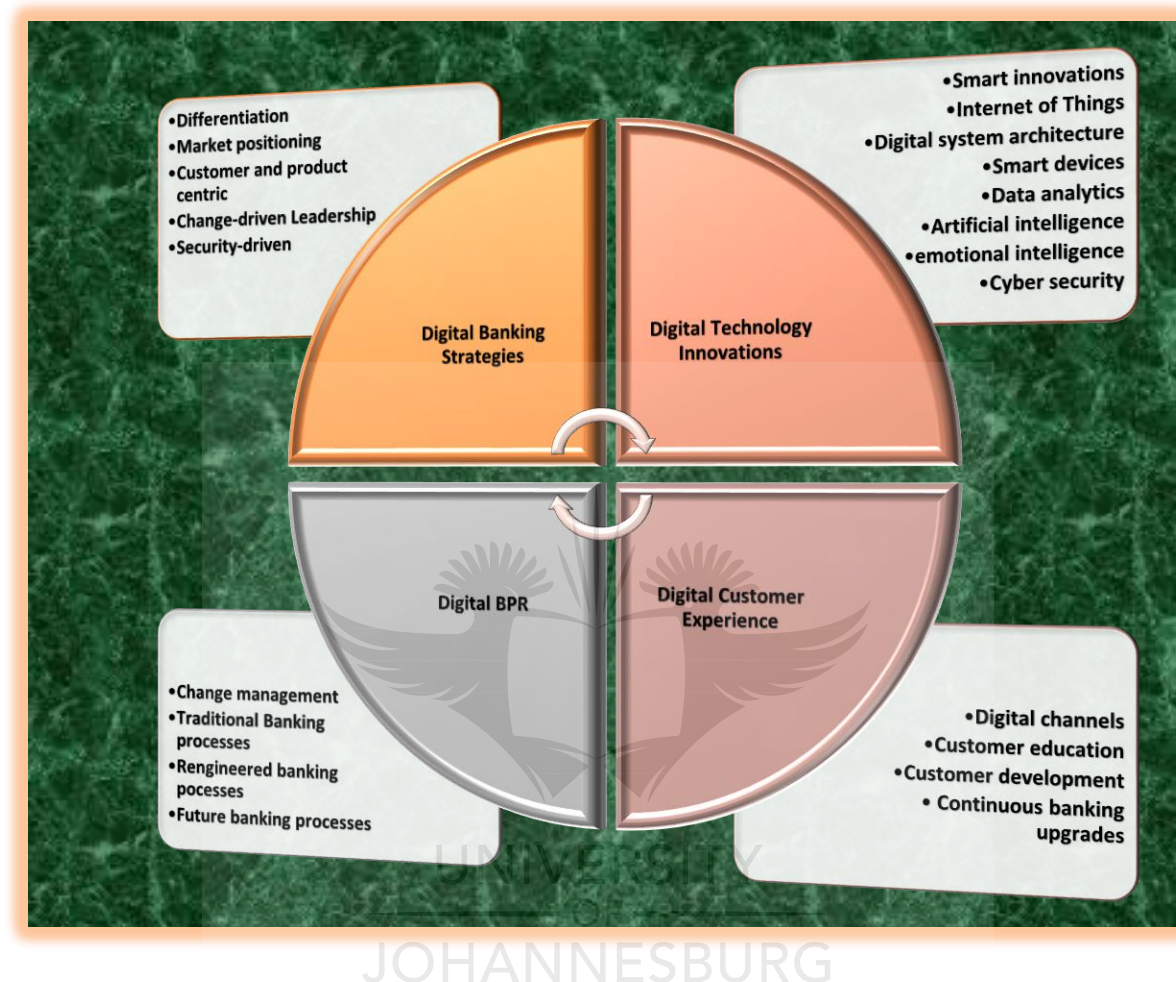 •Differentiation
•Market positioning
•Customer and product
centric
•Change-driven Leadership
•Security-driven
•Smart innovations
•Internet of Things
•Digital system architecture
•Smart devices
•Data analytics
•Artificial intelligence
•emotional intelligence
•Cyber security
Digital Banking
Strategies
Digital Technology
Innovations
Digital BPR
Digital Customer
Experience
•Change management
•Traditional Banking
processes
•Rengineered banking
pocesses
•Future banking processes
•Digital channels
•Customer education
•Customer development
• Continuous banking
upgrades
UNIVERSITY
OF
JOHANNESBURG